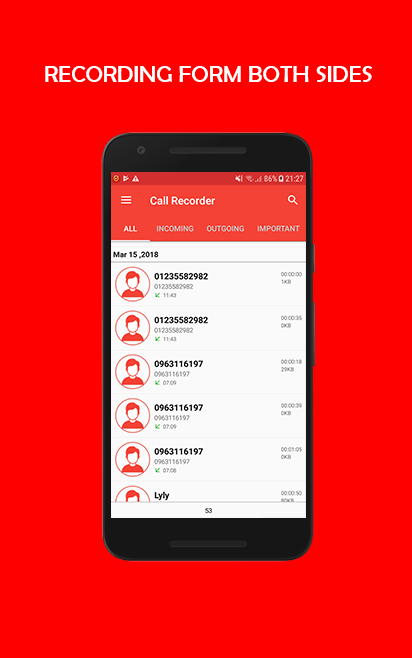 RECORDING FORM BOTH SIDES
86% 21:27
Call Recorder
ALL INCOMING OUTGOING IMPORTANT
Mar 15 ,2018
01235582982 00:00:00
01235582982 1KB
11:43
01235582982 00:00:35
01235582982 0KB
11:43
0963116197 00:00:18
0963116197 29KB
07:09
0963116197 00:00:39
0963116197 0KB
07:09
0963116197 00:01:05
0963116197 0KB
07:08
Lyly 00:00:50
80KB
53